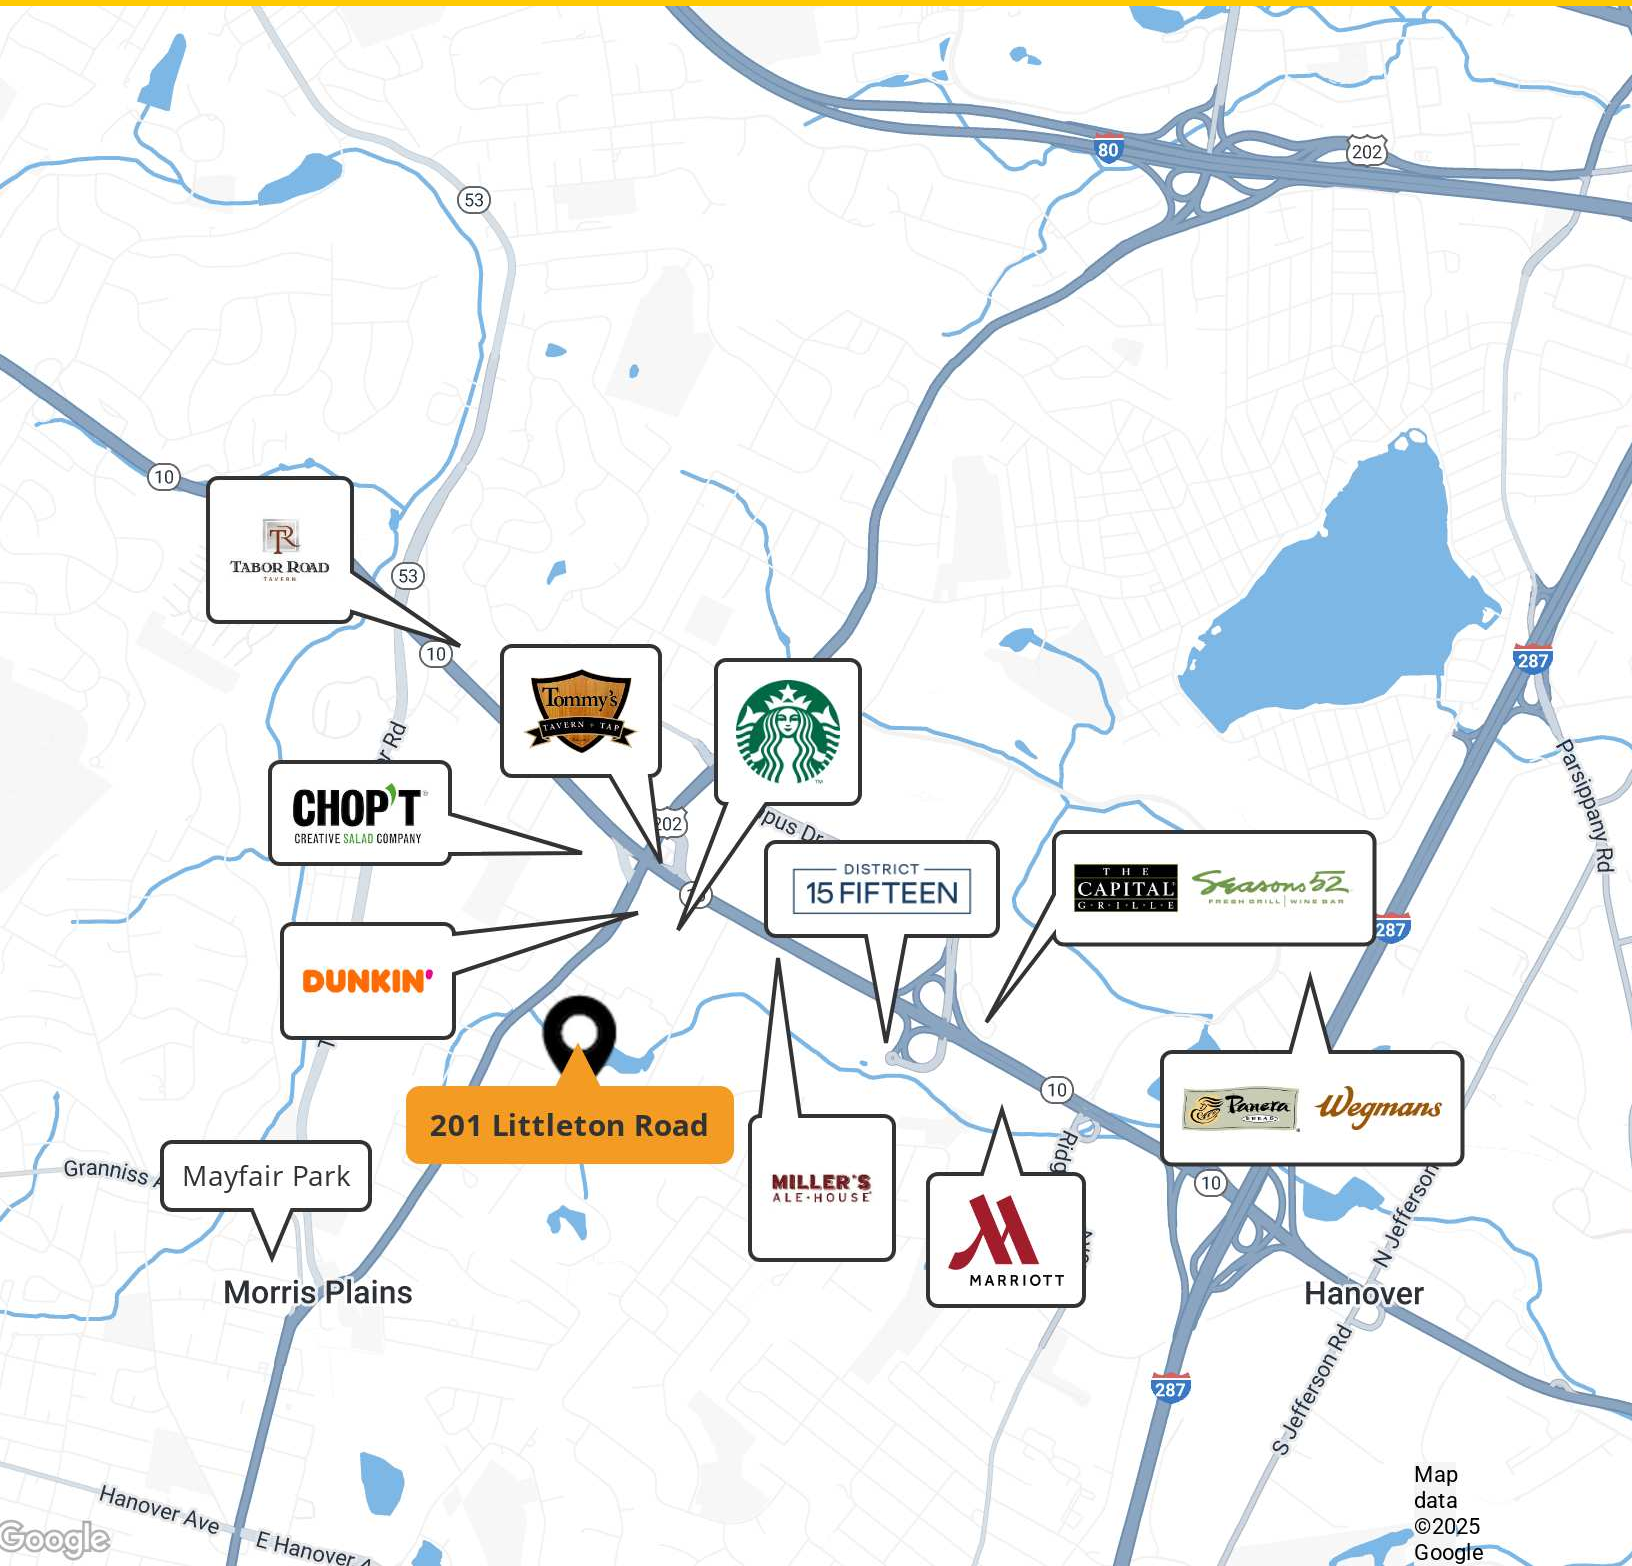 80
202
53
10
TR
TABOR ROAD
TAVERN
53
10
287
Tommy's
TAVERN + TAP
CHOP'T
CREATIVE SALAD COMPANY
202
Parsippany Rd
DISTRICT
15 FIFTEEN
THE
CAPITAL
GRILLE
Seasons 52
FRESH GRILL | WINE BAR
287
DUNKIN'
10
201 Littleton Road
Panera
BREAD
Wegmans
Granniss
Mayfair Park
MILLER'S
ALE·HOUSE
10
MARRIOTT
N Jefferson
Morris Plains
Hanover
S Jefferson Rd
287
Hanover Ave
E Hanover
Google
Map
data
©2025
Google